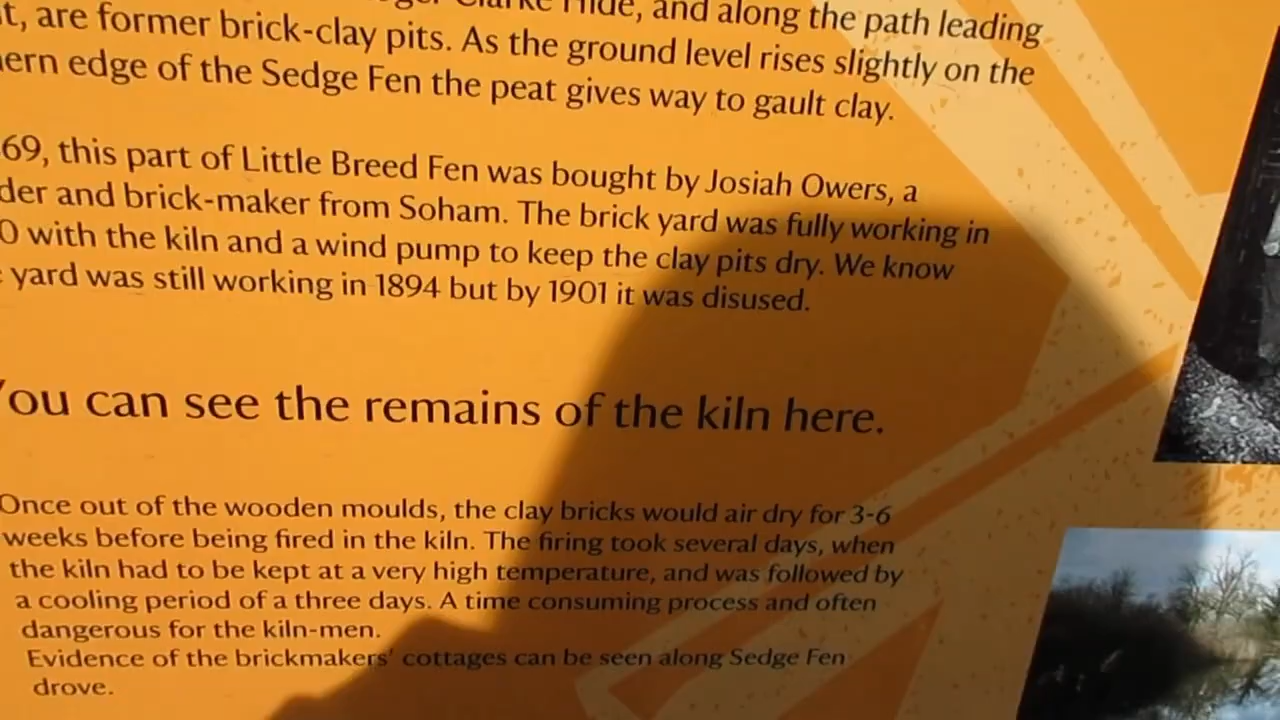 Clarke Hide, and along the path leading
t, are former brick-clay pits. As the ground level rises slightly on the
ern edge of the Sedge Fen the peat gives way to gault clay.
69, this part of Little Breed Fen was bought by Josiah Owers, a
der and brick-maker from Soham. The brick yard was fully working in
0 with the kiln and a wind pump to keep the clay pits dry. We know
yard was still working in 1894 but by 1901 it was disused.
You can see the remains of the kiln here.
Once out of the wooden moulds, the clay bricks would air dry for 3-6
weeks before being fired in the kiln. The firing took several days, when
the kiln had to be kept at a very high temperature, and was followed by
a cooling period of a three days. A time consuming process and often
dangerous for the kiln-men.
Evidence of the brickmakers' cottages can be seen along Sedge Fen
drove.